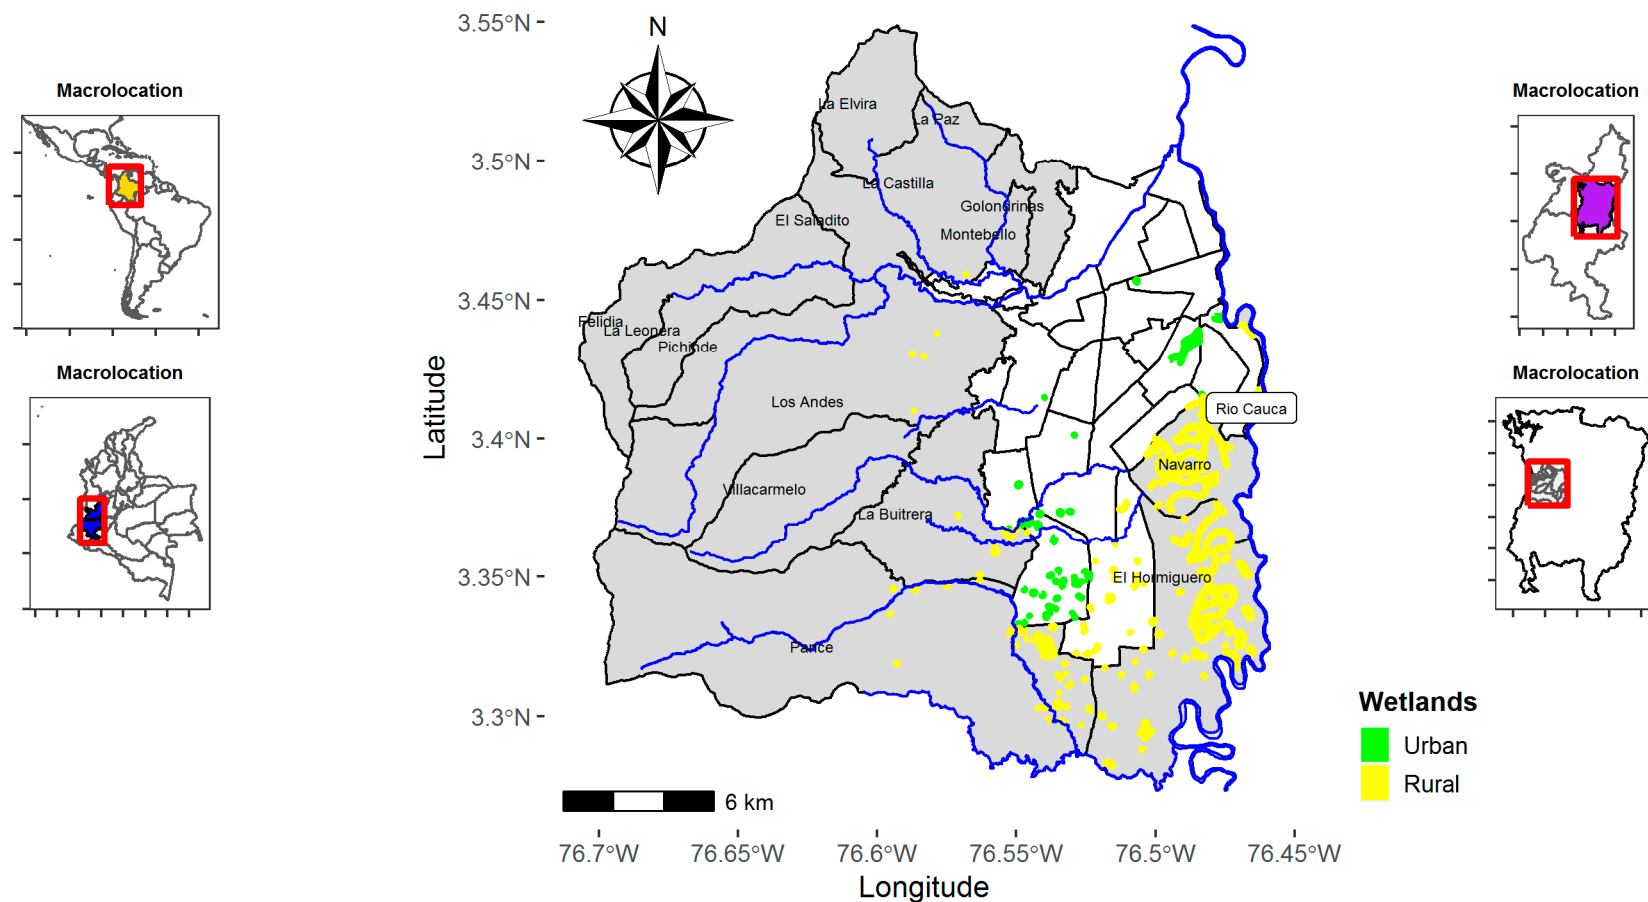 Macrolocation
Macrolocation
3.55°N
3.5°N
3.45°N
3.4°N
3.35°N
3.3°N
Latitude
N
La Elvira
La Paz
La Castilla
Golondrinas
El Saladito
Montebello
Felidia
La Leonera
Pichinde
Los Andes
Rio Cauca
Navarro
Villacarmelo
La Buitrera
El Hormiguero
Pance
6 km
76.7°W
76.65°W
76.6°W
76.55°W
76.5°W
76.45°W
Longitude
Macrolocation
Macrolocation
Wetlands
Urban
Rural